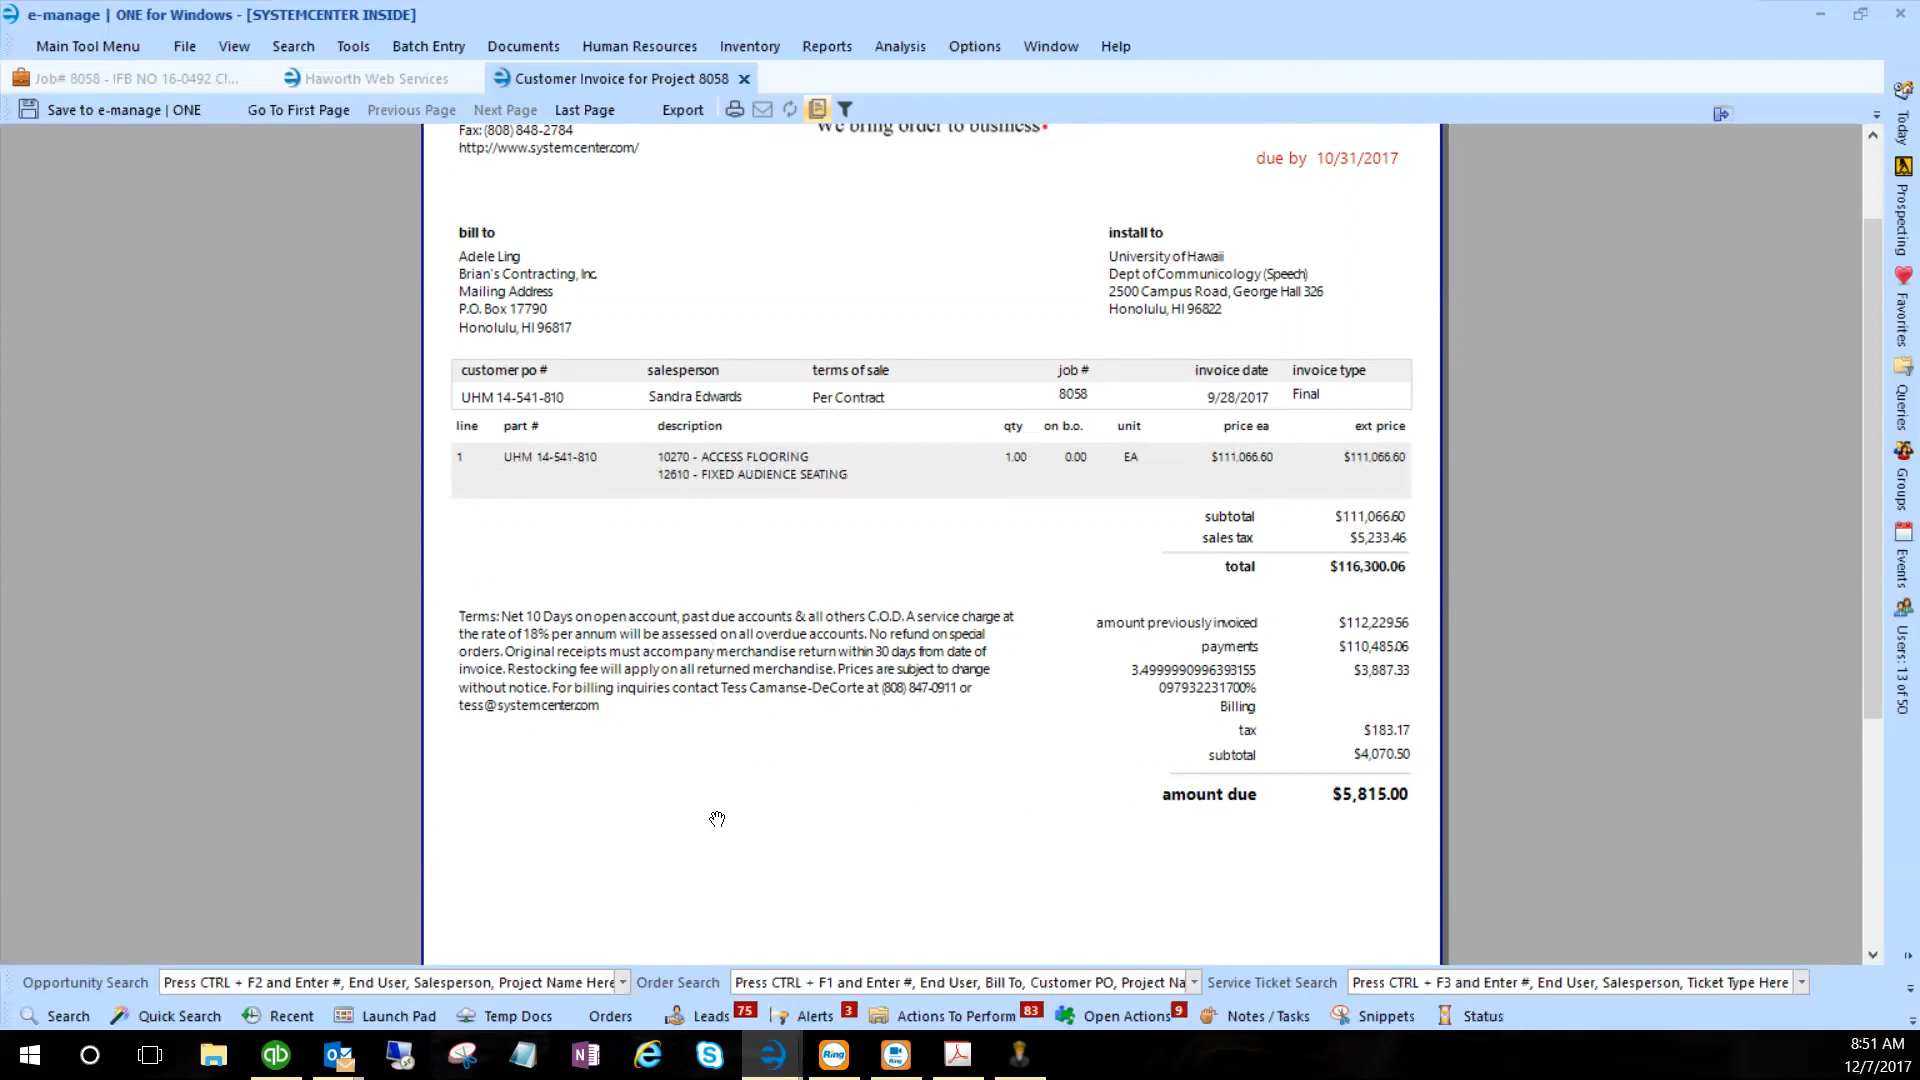 e-manage | ONE for Windows - [SYSTEMCENTER INSIDE]
Main Tool Menu File View Search Tools Batch Entry Documents Human Resources Inventory Reports Analysis Options Window Help
Job# 8058 - IFB NO 16-0492 C!... Haworth Web Services Customer Invoice for Project 8058
Save to e-manage | ONE Go To First Page Previous Page Next Page Last Page Export
Fax: (808) 848-2784
http://www.systemcenter.com/
We bring order to business
due by 10/31/2017
bill to
Adele Ling
Brian's Contracting, Inc.
Mailing Address
P.O. Box 17790
Honolulu, HI 96817
install to
University of Hawaii
Dept of Communicology (Speech)
2500 Campus Road, George Hall 326
Honolulu, HI 96822
customer po # salesperson terms of sale job # invoice date invoice type
UHM 14-541-810 Sandra Edwards Per Contract 8058 9/28/2017 Final
line part # description qty on b.o. unit price ea ext price
1 UHM 14-541-810 10270 - ACCESS FLOORING 1.00 0.00 EA $111,066.60 $111,066.60
12610 - FIXED AUDIENCE SEATING
subtotal $111,066.60
sales tax $5,233.46
total $116,300.06
Terms: Net 10 Days on open account, past due accounts & all others C.O.D. A service charge at
the rate of 18% per annum will be assessed on all overdue accounts. No refund on special
orders. Original receipts must accompany merchandise return within 30 days from date of
invoice. Restocking fee will apply on all returned merchandise. Prices are subject to change
without notice. For billing inquiries contact Tess Camanse-DeCorte at (808) 847-0911 or
tess@systemcenter.com
amount previously invoiced $112,229.56
payments $110,485.06
3.4999990996393155 $3,887.33
097932231700%
Billing
tax $183.17
subtotal $4,070.50
amount due $5,815.00
Today
Prospecting
Favorites
Queries
Groups
Events
Users: 13 of 50
Opportunity Search Press CTRL + F2 and Enter #, End User, Salesperson, Project Name Here Order Search Press CTRL + F1 and Enter #, End User, Bill To, Customer PO, Project Na Service Ticket Search Press CTRL + F3 and Enter #, End User, Salesperson, Ticket Type Here
Search Quick Search Recent Launch Pad Temp Docs Orders Leads 75 Alerts 3 Actions To Perform 83 Open Actions 9 Notes / Tasks Snippets Status
8:51 AM
12/7/2017